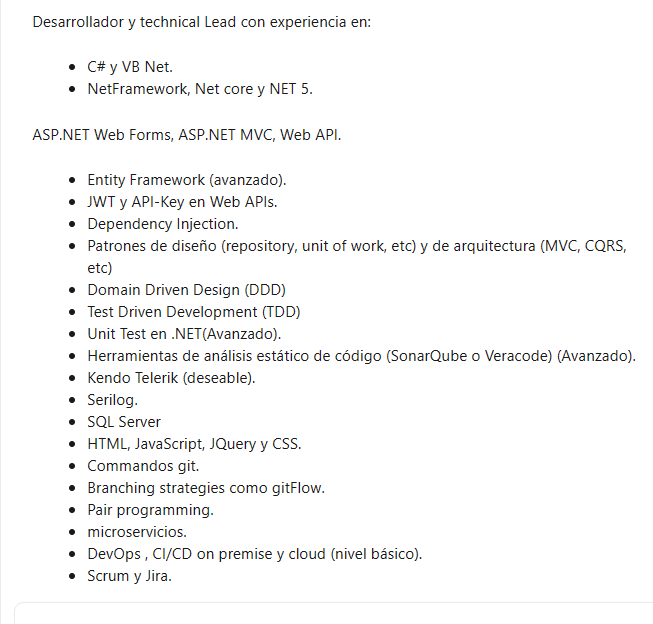 Desarrollador y technical Lead con experiencia en:
• C# y VB Net.
• NetFramework, Net core y NET 5.
ASP.NET Web Forms, ASP.NET MVC, Web API.
• Entity Framework (avanzado).
• JWT y API-Key en Web APIs.
• Dependency Injection.
• Patrones de diseño (repository, unit of work, etc) y de arquitectura (MVC, CQRS,
etc)
• Domain Driven Design (DDD)
• Test Driven Development (TDD)
• Unit Test en .NET(Avanzado).
• Herramientas de análisis estático de código (SonarQube o Veracode) (Avanzado).
• Kendo Telerik (deseable).
• Serilog.
• SQL Server
• HTML, JavaScript, JQuery y CSS.
• Commandos git.
• Branching strategies como gitFlow.
• Pair programming.
• microservicios.
• DevOps , CI/CD on premise y cloud (nivel básico).
• Scrum y Jira.